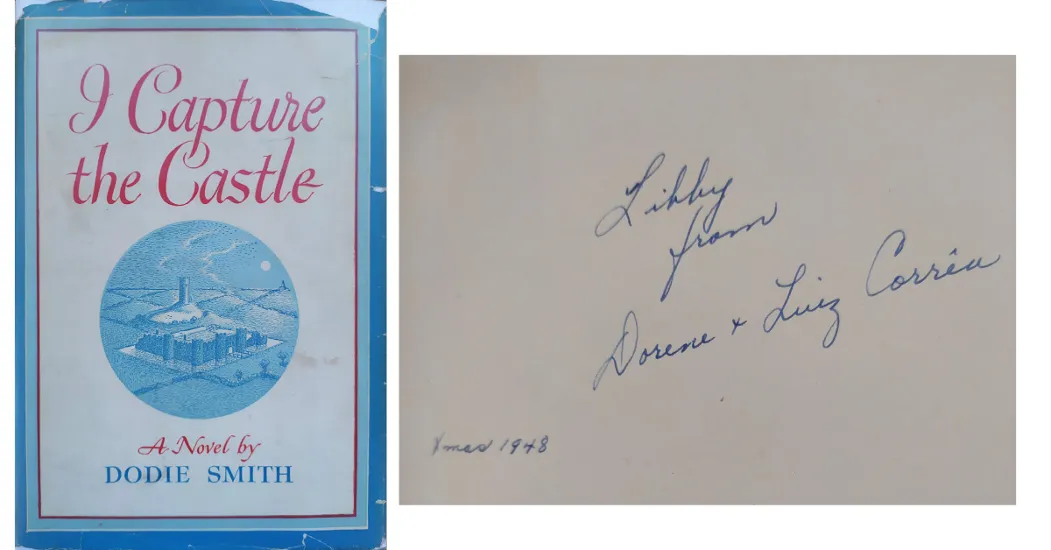 I Capture
the Castle
A Novel by
DODIE SMITH
Libby
from
Dorene + Luiz Corrêa
Xmas 1948